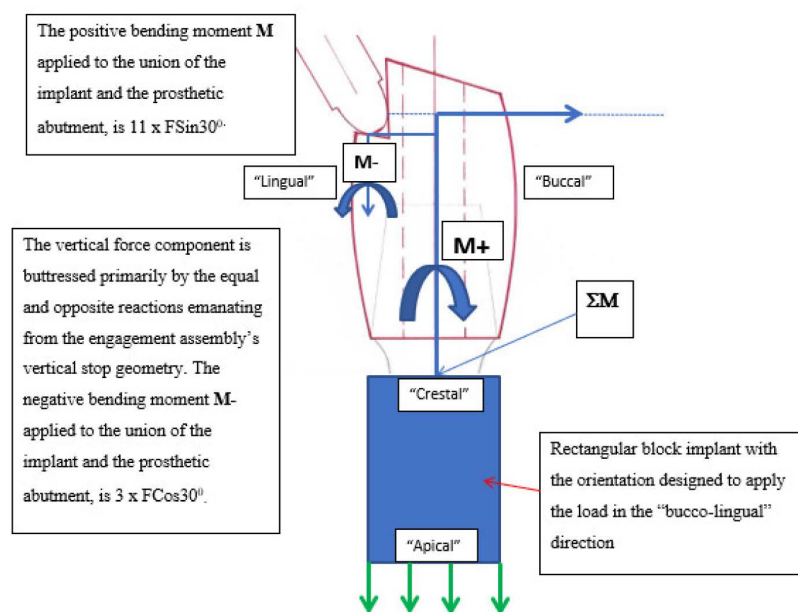 The positive bending moment M
applied to the union of the
implant and the prosthetic
abutment, is 11 x FSin30⁰.
M-
"Lingual"
"Buccal"
M+
The vertical force component is
buttressed primarily by the equal
and opposite reactions emanating
from the engagement assembly's
vertical stop geometry. The
negative bending moment M-
applied to the union of the
implant and the prosthetic
abutment, is 3 x FCos30⁰.
ΣM
"Crestal"
Rectangular block implant with
the orientation designed to apply
the load in the "bucco-lingual"
direction
"Apical"